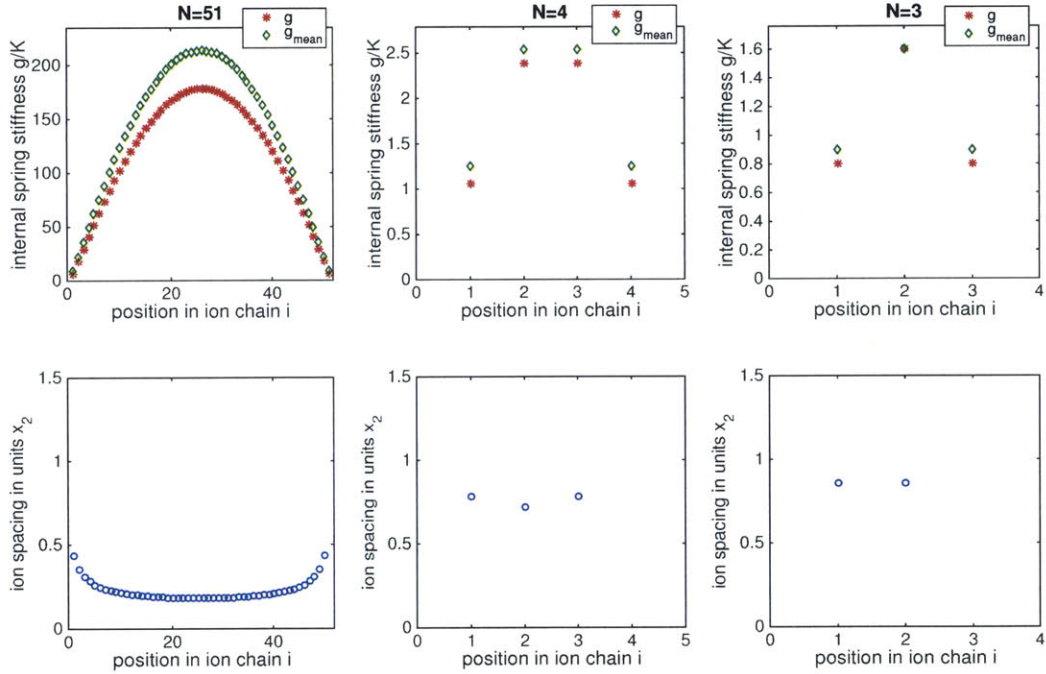 N=51
g
g_mean
internal spring stiffness g/K
200
150
100
50
0
0
20
40
position in ion chain i
N=4
g
g_mean
internal spring stiffness g/K
2.5
2
1.5
1
0.5
0
0
1
2
3
4
5
position in ion chain i
N=3
g
g_mean
internal spring stiffness g/K
1.6
1.4
1.2
1
0.8
0.6
0.4
0.2
0
0
1
2
3
4
position in ion chain i
ion spacing in units x_2
1.5
1
0.5
0
0
20
40
position in ion chain i
ion spacing in units x_2
1.5
1
0.5
0
0
1
2
3
4
5
position in ion chain i
ion spacing in units x_2
1.5
1
0.5
0
0
1
2
3
4
position in ion chain i